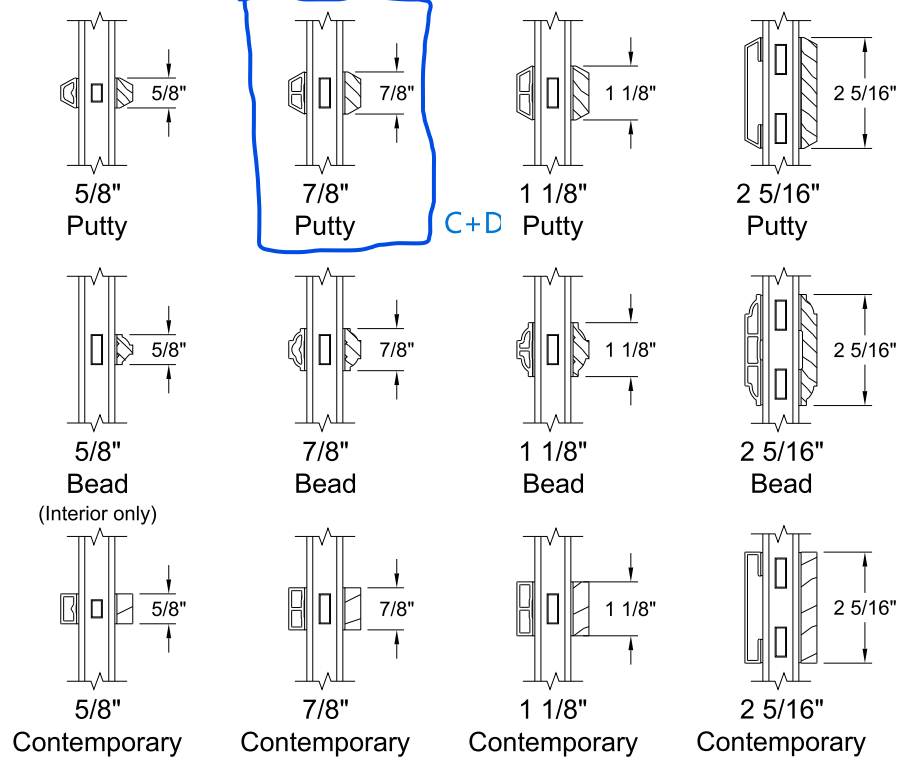 5/8" 7/8" 1 1/8" 2 5/16"
5/8" 7/8" 1 1/8" 2 5/16"
Putty Putty C+D Putty Putty
5/8" 7/8" 1 1/8" 2 5/16"
5/8" 7/8" 1 1/8" 2 5/16"
Bead Bead Bead Bead
(Interior only)
5/8" 7/8" 1 1/8" 2 5/16"
5/8" 7/8" 1 1/8" 2 5/16"
Contemporary Contemporary Contemporary Contemporary